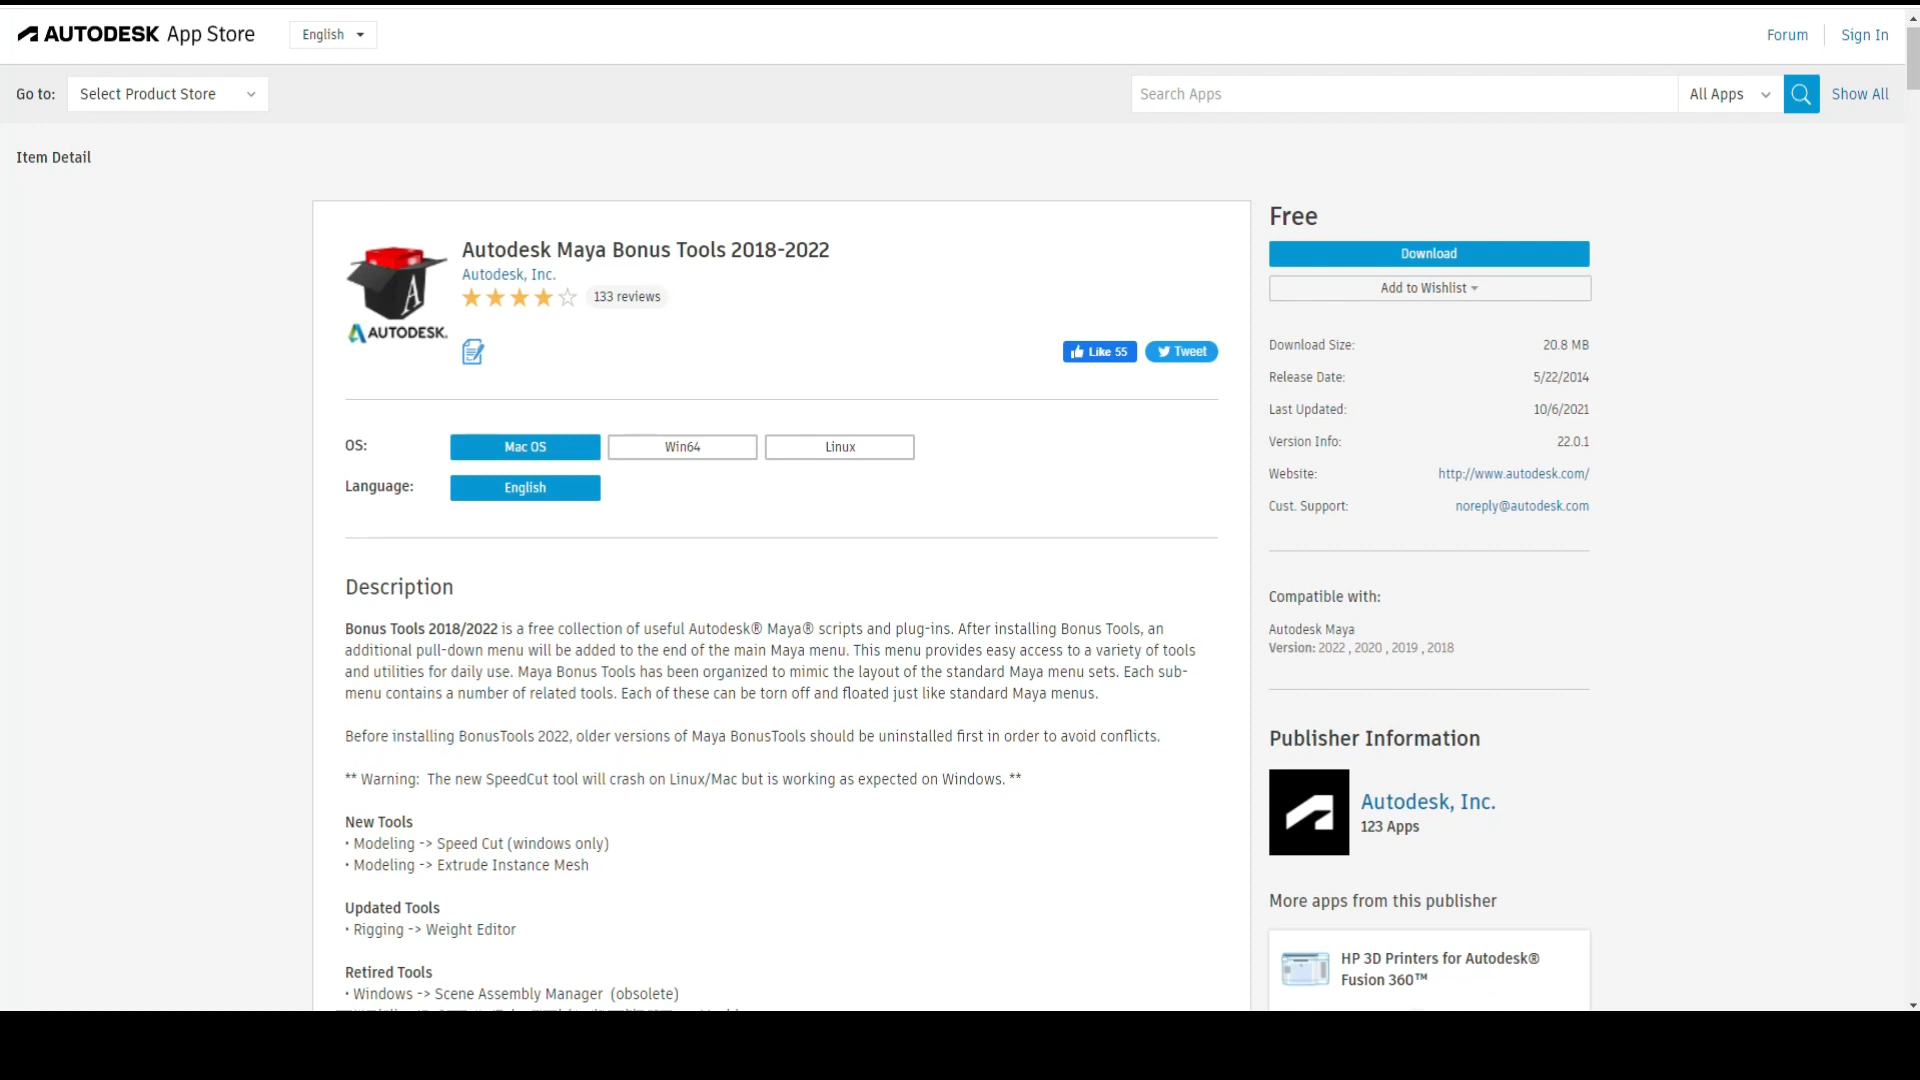 AUTODESK App Store
English
Forum
Sign In
Go to:
Select Product Store
Search Apps
All Apps
Show All
Item Detail
A
AUTODESK.
Autodesk Maya Bonus Tools 2018-2022
Autodesk, Inc.
133 reviews
Like 55
Tweet
OS:
Mac OS
Win64
Linux
Language:
English
Description
Bonus Tools 2018/2022 is a free collection of useful Autodesk® Maya® scripts and plug-ins. After installing Bonus Tools, an
additional pull-down menu will be added to the end of the main Maya menu. This menu provides easy access to a variety of tools
and utilities for daily use. Maya Bonus Tools has been organized to mimic the layout of the standard Maya menu sets. Each sub-
menu contains a number of related tools. Each of these can be torn off and floated just like standard Maya menus.
Before installing BonusTools 2022, older versions of Maya BonusTools should be uninstalled first in order to avoid conflicts.
** Warning:  The new SpeedCut tool will crash on Linux/Mac but is working as expected on Windows. **
New Tools
• Modeling -> Speed Cut (windows only)
• Modeling -> Extrude Instance Mesh
Updated Tools
• Rigging -> Weight Editor
Retired Tools
• Windows -> Scene Assembly Manager  (obsolete)
Free
Download
Add to Wishlist
Download Size: 20.8 MB
Release Date: 5/22/2014
Last Updated: 10/6/2021
Version Info: 22.0.1
Website: http://www.autodesk.com/
Cust. Support: noreply@autodesk.com
Compatible with:
Autodesk Maya
Version: 2022 , 2020 , 2019 , 2018
Publisher Information
Autodesk, Inc.
123 Apps
More apps from this publisher
HP 3D Printers for Autodesk®
Fusion 360™